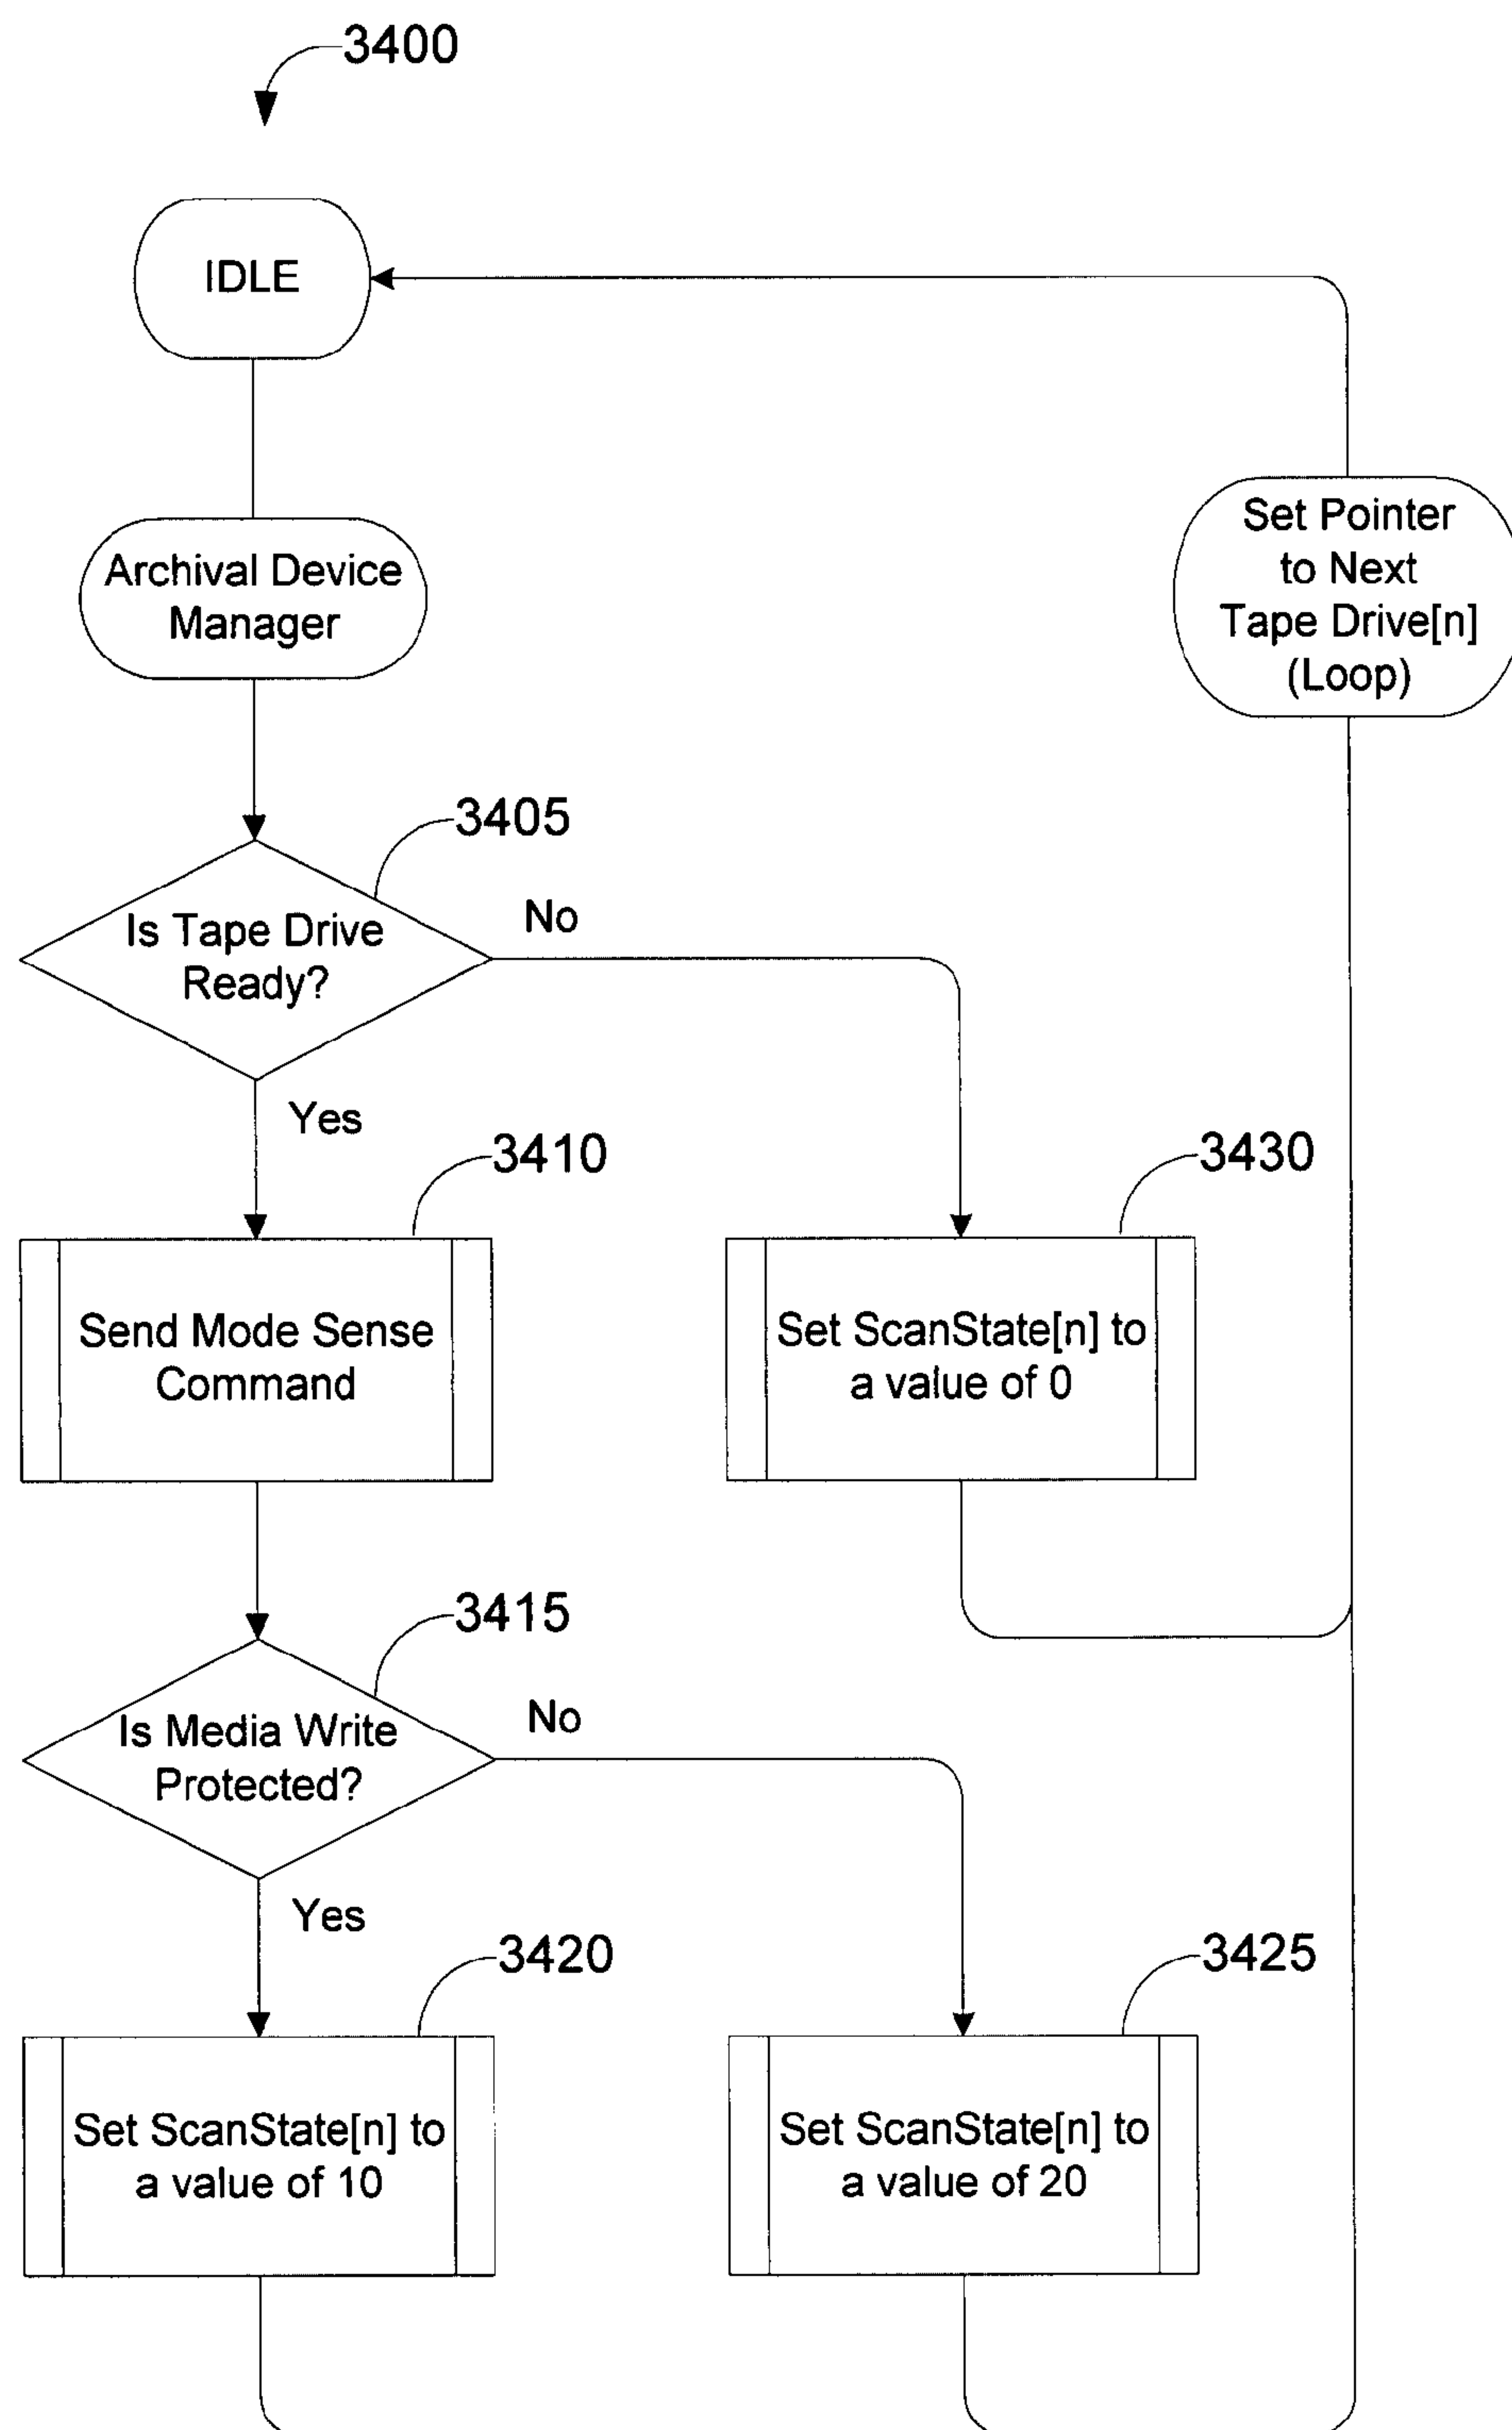 3400
IDLE
Archival Device
Manager
Set Pointer
to Next
Tape Drive[n]
(Loop)
3405
Is Tape Drive
Ready?
No
Yes
3410
Send Mode Sense
Command
3430
Set ScanState[n] to
a value of 0
3415
Is Media Write
Protected?
No
Yes
3420
Set ScanState[n] to
a value of 10
3425
Set ScanState[n] to
a value of 20